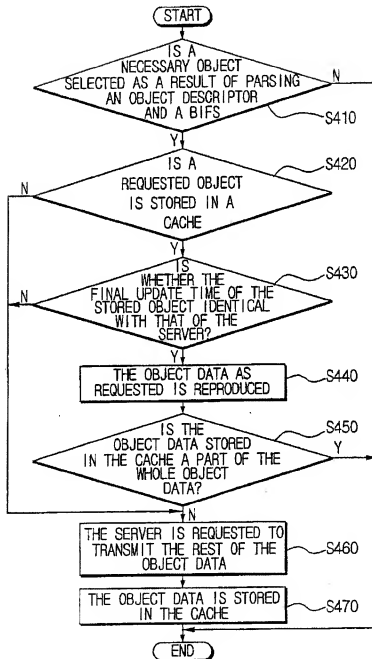 START
IS A
NECESSARY OBJECT
SELECTED AS A RESULT OF PARSING
AN OBJECT DESCRIPTOR
AND A BIFS
N
S410
Y
IS A
REQUESTED OBJECT
IS STORED IN A
CACHE
N
S420
Y
IS
WHETHER THE
FINAL UPDATE TIME OF THE
STORED OBJECT IDENTICAL
WITH THAT OF THE
SERVER?
N
S430
Y
THE OBJECT DATA AS
REQUESTED IS REPRODUCED
S440
IS THE
OBJECT DATA STORED
IN THE CACHE A PART OF THE
WHOLE OBJECT
DATA?
S450
Y
N
THE SERVER IS REQUESTED TO
TRANSMIT THE REST OF THE
OBJECT DATA
S460
THE OBJECT DATA IS STORED
IN THE CACHE
S470
END